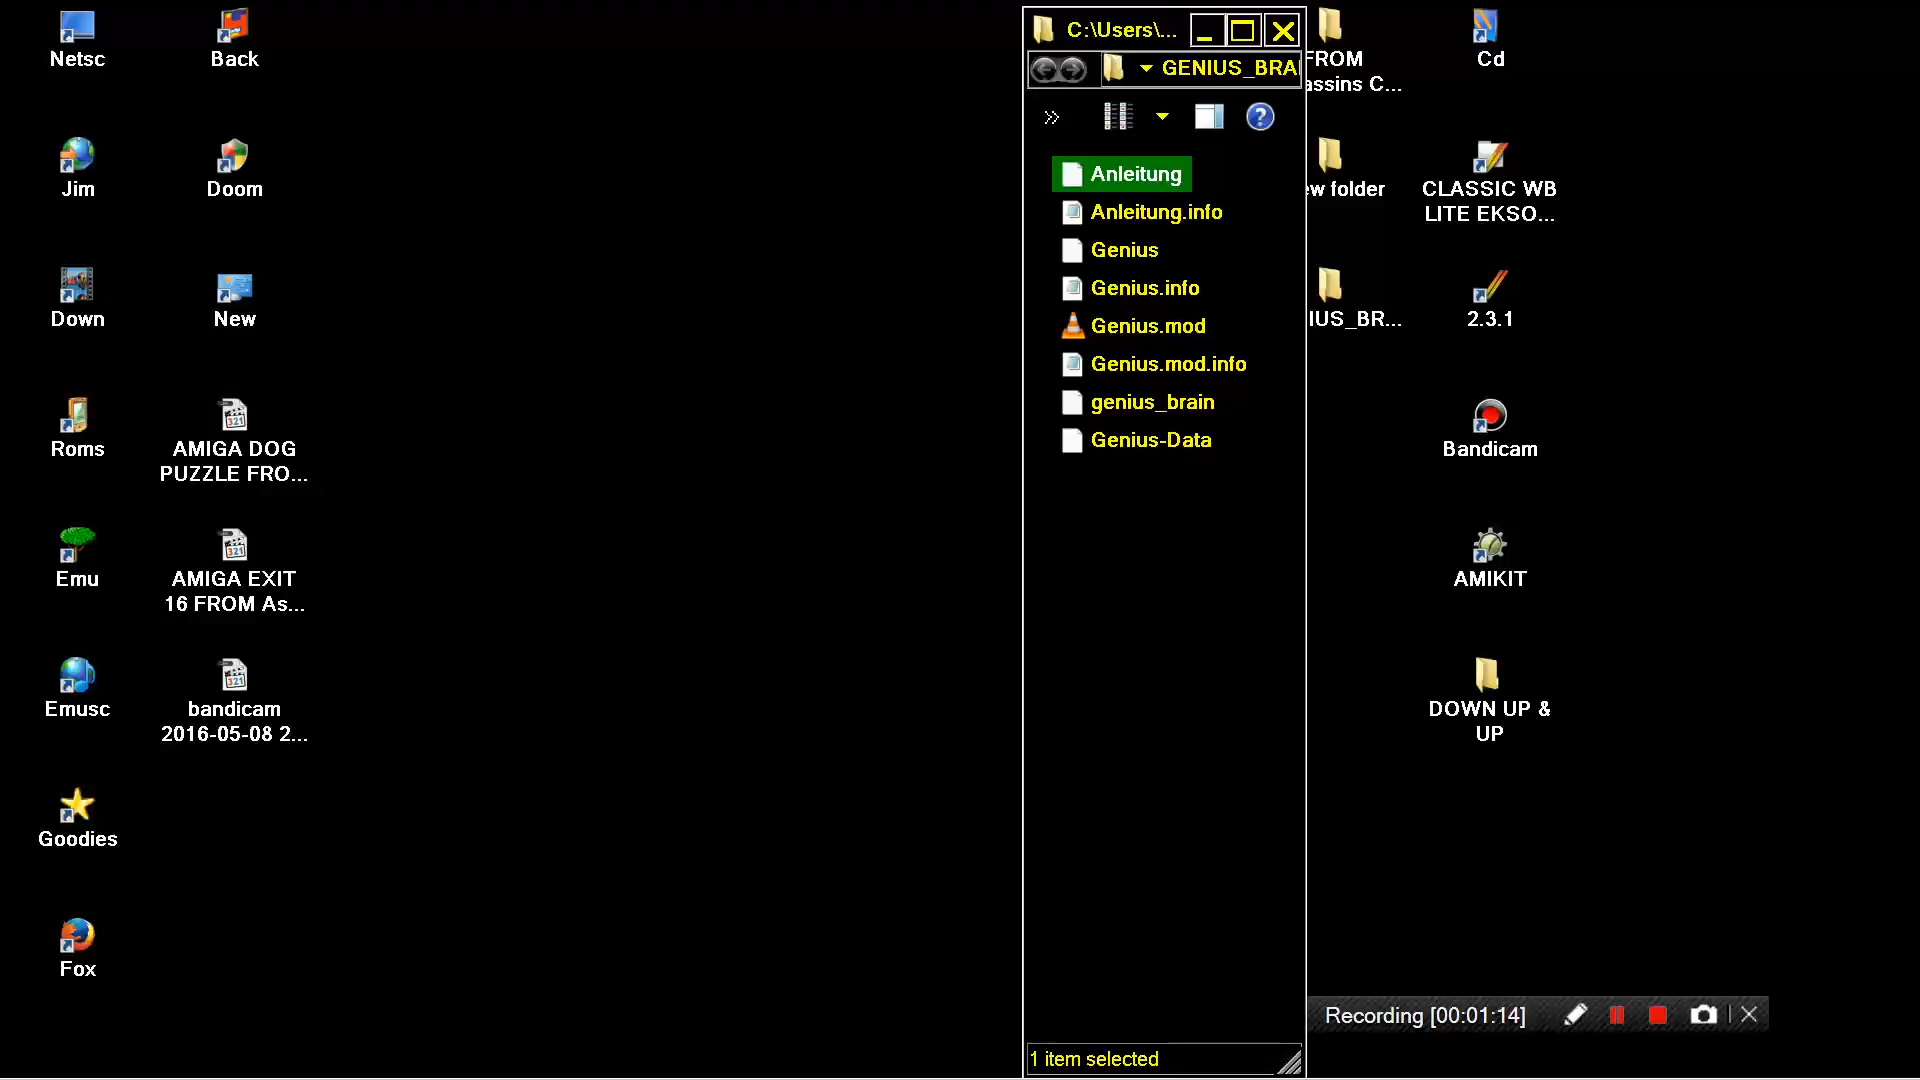 Netsc
Back
Jim
Doom
Down
New
Roms
AMIGA DOG
PUZZLE FRO...
Emu
AMIGA EXIT
16 FROM As...
Emusc
bandicam
2016-05-08 2...
Goodies
Fox
C:\Users\...
GENIUS_BRAI
Anleitung
Anleitung.info
Genius
Genius.info
Genius.mod
Genius.mod.info
genius_brain
Genius-Data
1 item selected
FROM
assins C...
ew folder
IUS_BR...
Cd
CLASSIC WB
LITE EKSO...
2.3.1
Bandicam
AMIKIT
DOWN UP &
UP
Recording [00:01:14]